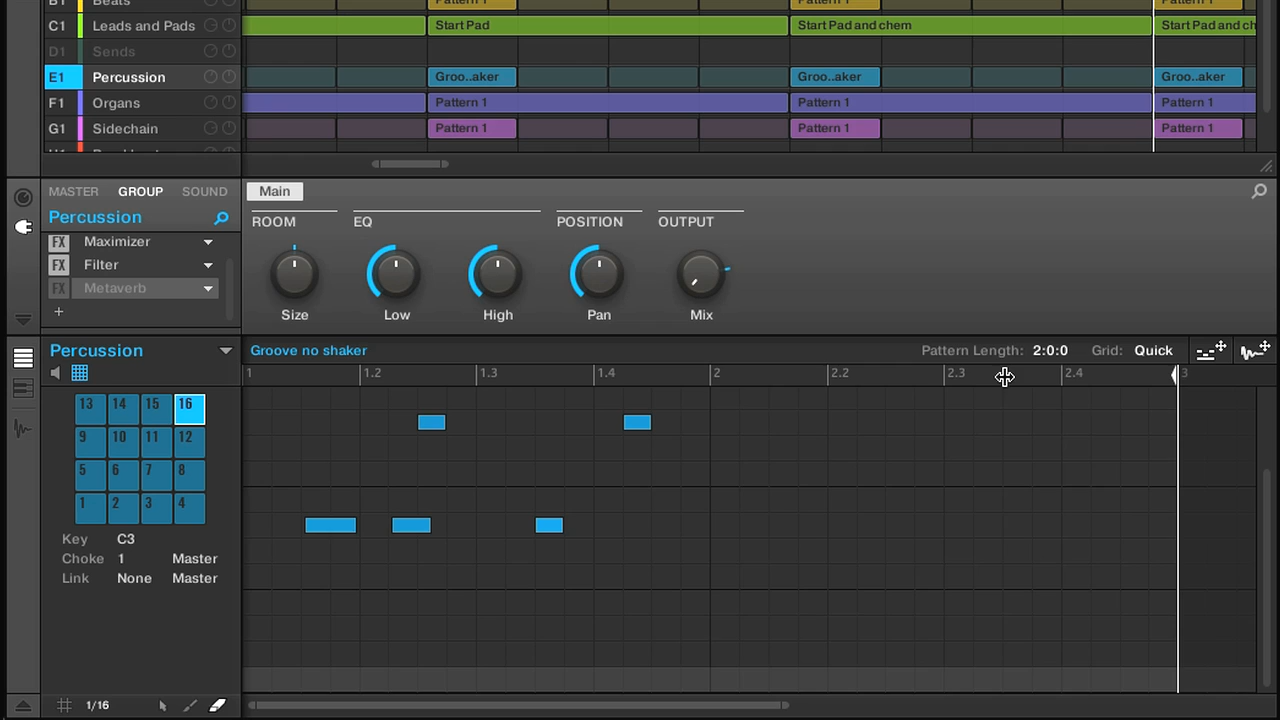 B1 Beats Pattern 1 Pattern 1 Pattern 1
C1 Leads and Pads Start Pad Start Pad and chem Start Pad and ch
D1 Sends
E1 Percussion Groo..aker Groo..aker Groo..aker
F1 Organs Pattern 1 Pattern 1 Pattern 1
G1 Sidechain Pattern 1 Pattern 1 Pattern 1
MASTER GROUP SOUND Main
Percussion
ROOM EQ POSITION OUTPUT
FX Maximizer
FX Filter
FX Metaverb
+
Size Low High Pan Mix
Percussion Groove no shaker Pattern Length: 2:0:0 Grid: Quick
1 1.2 1.3 1.4 2 2.2 2.3 2.4 3
13 14 15 16
9 10 11 12
5 6 7 8
1 2 3 4
Key C3
Choke 1 Master
Link None Master
1/16